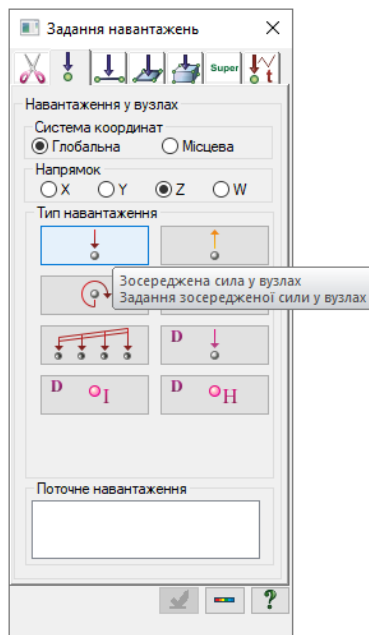 Задання навантажень
Super
t
Навантаження у вузлах
Система координат
Глобальна Місцева
Напрямок
X Y Z W
Тип навантаження
Зосереджена сила у вузлах
Задання зосередженої сили у вузлах
D
D I D H
Поточне навантаження
?